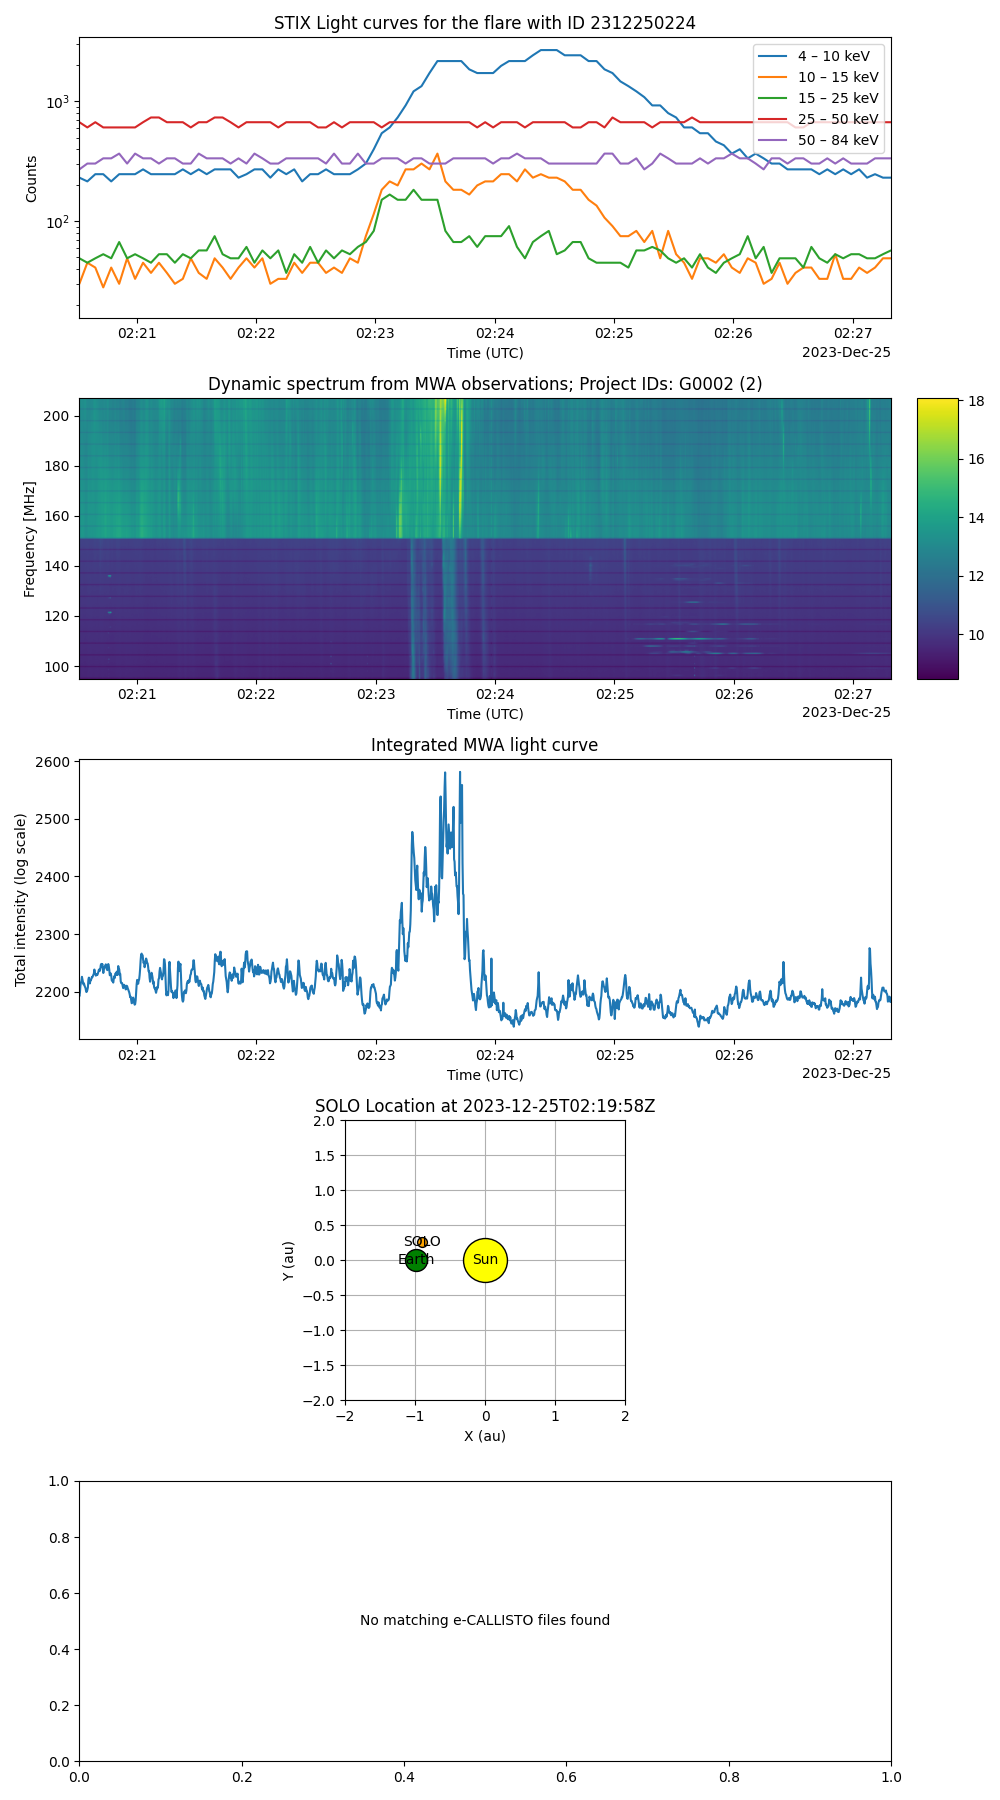 STIX Light curves for the flare with ID 2312250224
4 – 10 keV
10 – 15 keV
15 – 25 keV
25 – 50 keV
50 – 84 keV
10^3
10^2
Counts
02:21 02:22 02:23 02:24 02:25 02:26 02:27
Time (UTC)
2023-Dec-25
Dynamic spectrum from MWA observations; Project IDs: G0002 (2)
200
180
160
140
120
100
Frequency [MHz]
18
16
14
12
10
02:21 02:22 02:23 02:24 02:25 02:26 02:27
Time (UTC)
2023-Dec-25
Integrated MWA light curve
2600
2500
2400
2300
2200
Total intensity (log scale)
02:21 02:22 02:23 02:24 02:25 02:26 02:27
Time (UTC)
2023-Dec-25
SOLO Location at 2023-12-25T02:19:58Z
2.0
1.5
1.0
0.5
0.0
−0.5
−1.0
−1.5
−2.0
Y (au)
SOLO
Earth
Sun
−2 −1 0 1 2
X (au)
1.0
0.8
0.6
0.4
0.2
0.0
No matching e-CALLISTO files found
0.0 0.2 0.4 0.6 0.8 1.0